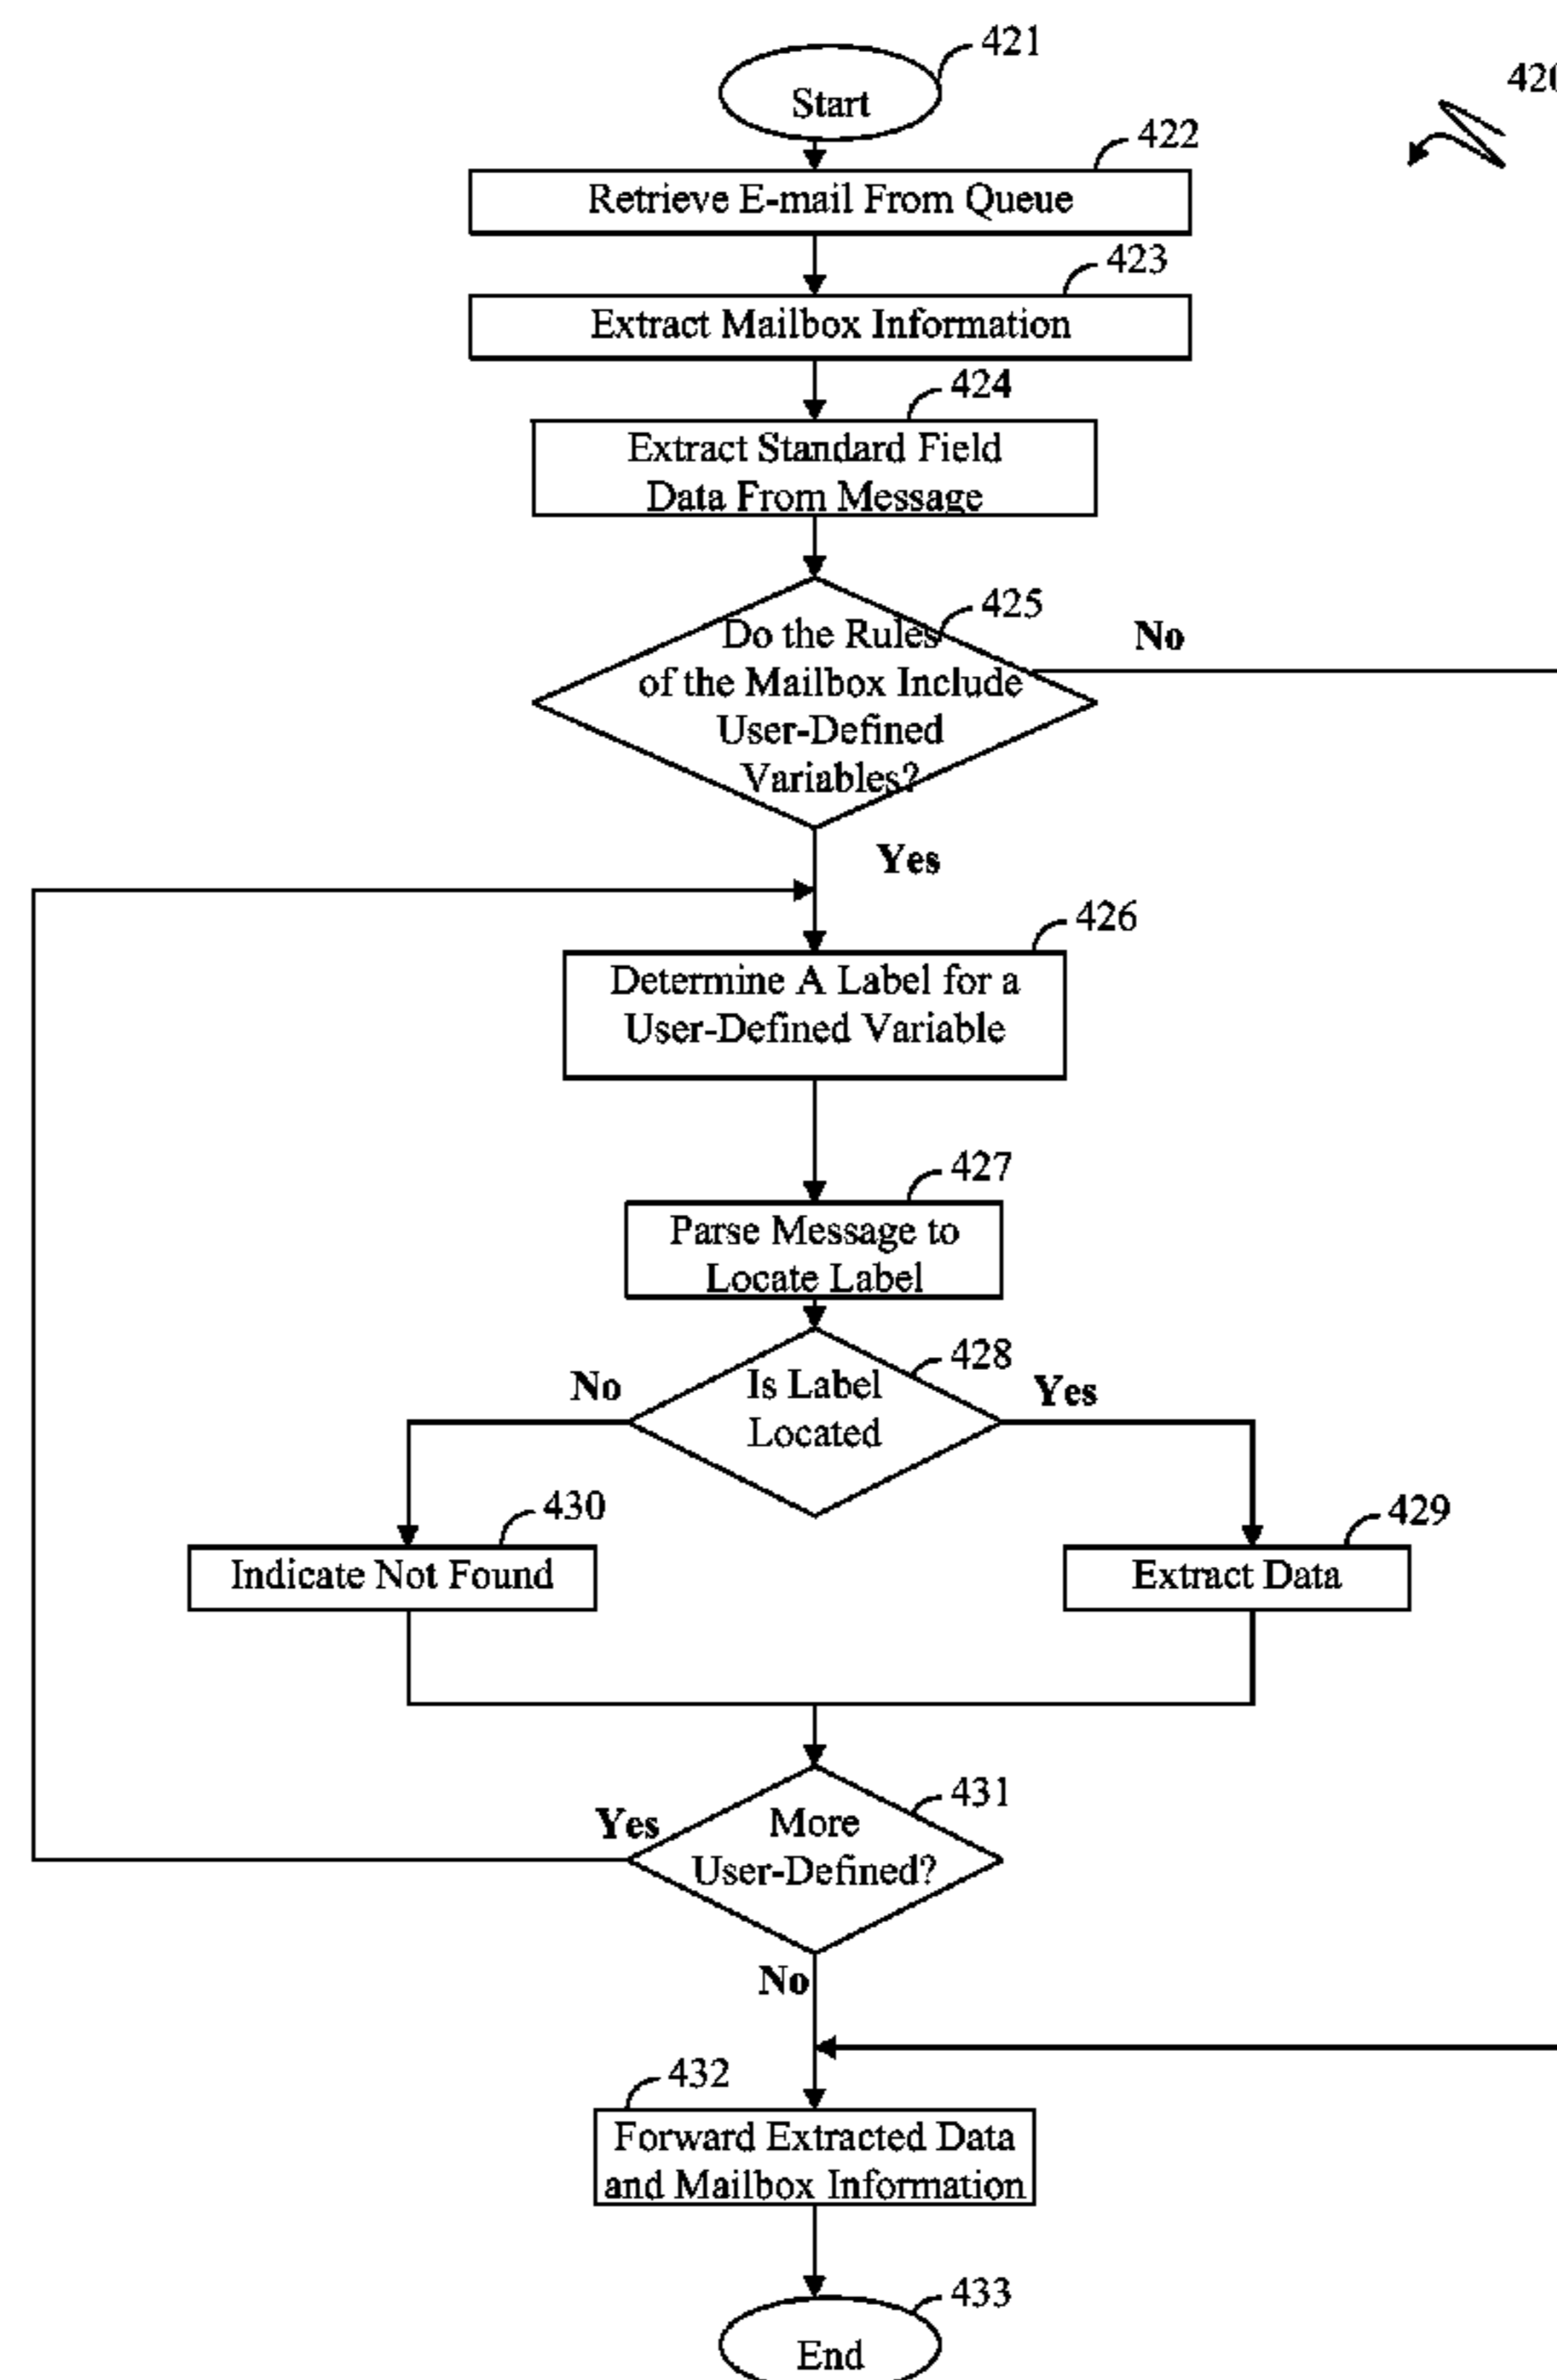 421
Start
420
422
Retrieve E-mail From Queue
423
Extract Mailbox Information
424
Extract Standard Field
Data From Message
425
Do the Rules
of the Mailbox Include
User-Defined
Variables?
No
Yes
426
Determine A Label for a
User-Defined Variable
427
Parse Message to
Locate Label
428
Is Label
Located
No
Yes
430
Indicate Not Found
429
Extract Data
431
More
User-Defined?
Yes
No
432
Forward Extracted Data
and Mailbox Information
433
End